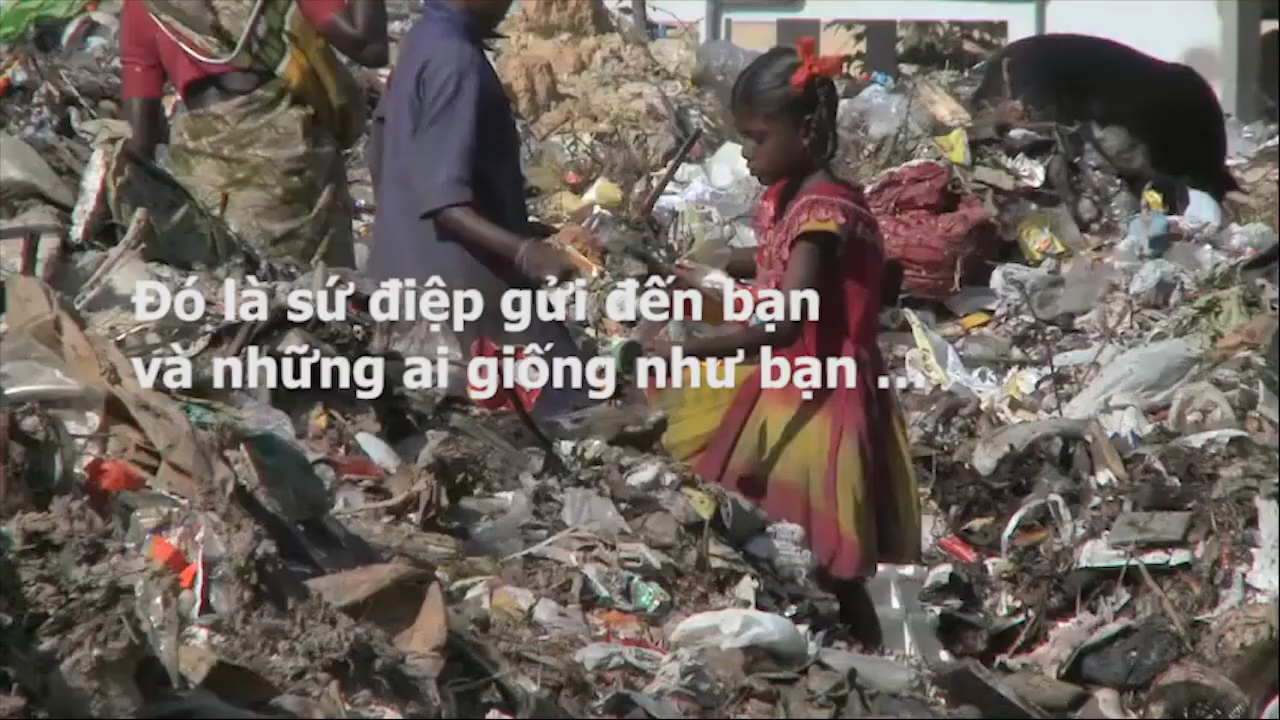 Đó là sứ điệp gửi đến bạn
và những ai giống như bạn ...